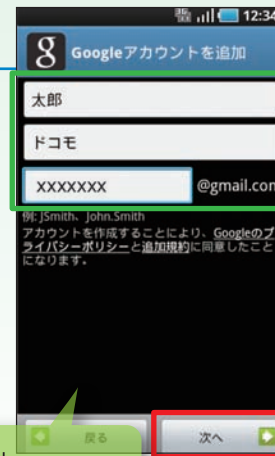 12:34
Googleアカウントを追加
太郎
ドコモ
xxxxxxx @gmail.com
例: JSmith、John.Smith
アカウントを作成することにより、Googleのプ
ライバシーポリシーと追加規約に同意したこと
になります。
戻る 次へ